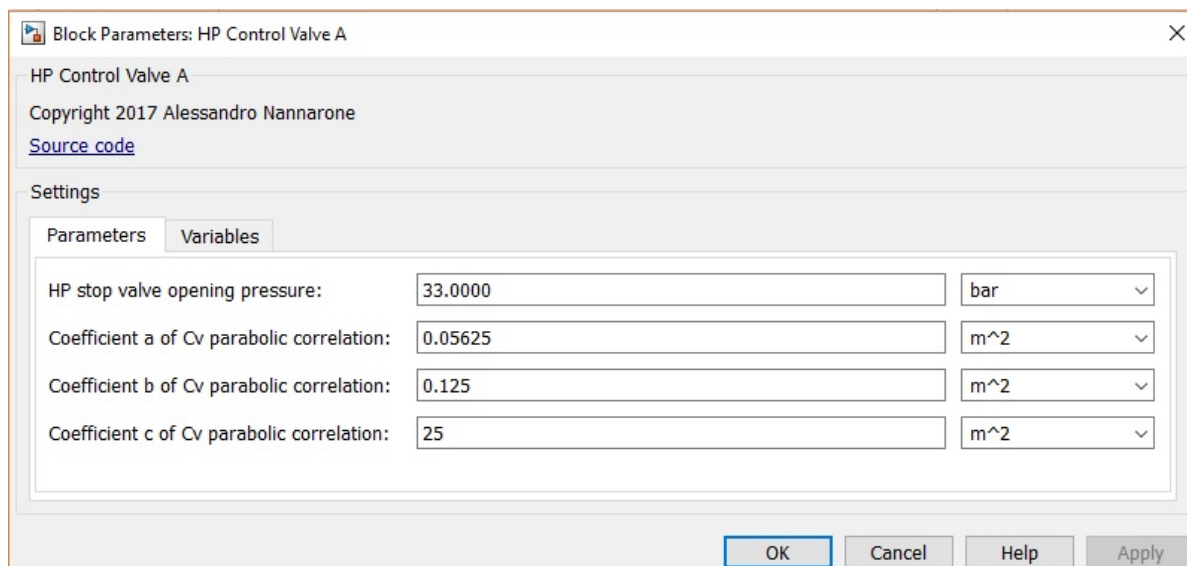 Block Parameters: HP Control Valve A
HP Control Valve A
Copyright 2017 Alessandro Nannarone
Source code
Settings
Parameters Variables
HP stop valve opening pressure: 33.0000 bar
Coefficient a of Cv parabolic correlation: 0.05625 m^2
Coefficient b of Cv parabolic correlation: 0.125 m^2
Coefficient c of Cv parabolic correlation: 25 m^2
OK Cancel Help Apply